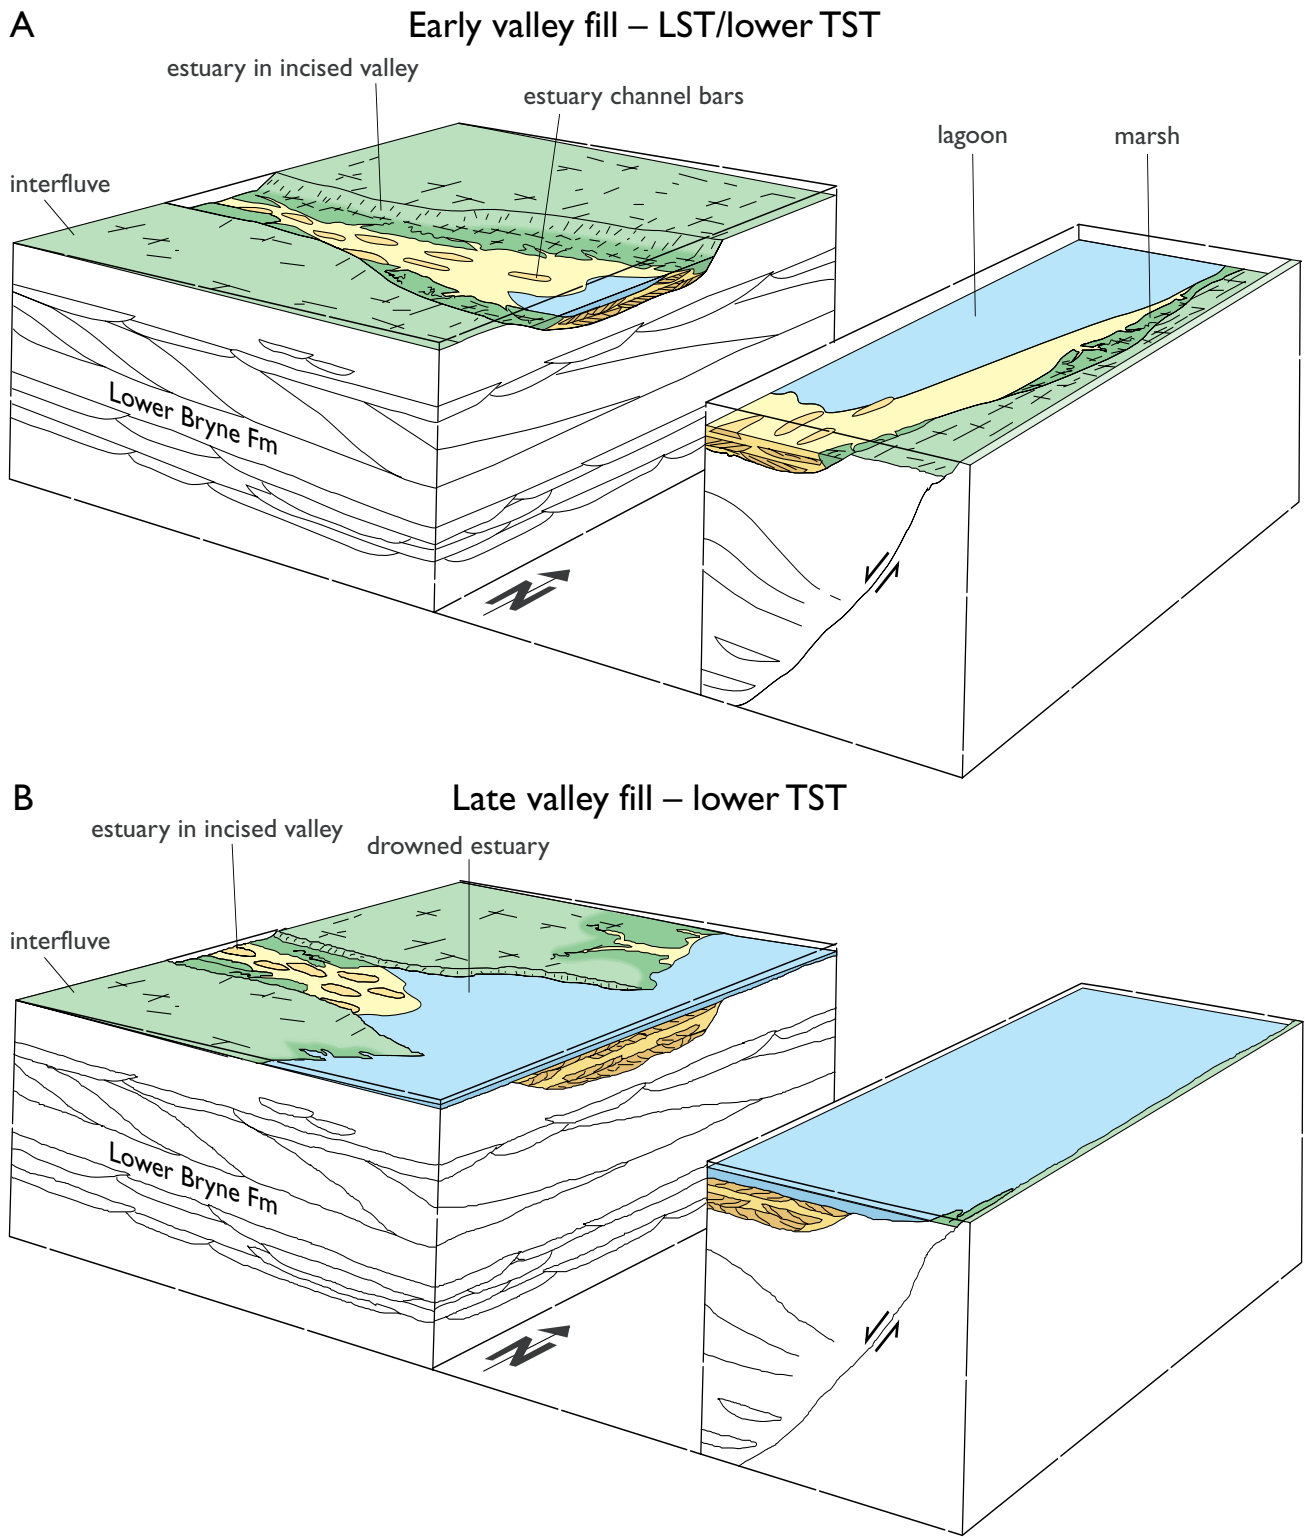 A
Early valley fill – LST/lower TST
estuary in incised valley
estuary channel bars
lagoon
marsh
interfluve
Lower Bryne Fm
N
B
Late valley fill – lower TST
estuary in incised valley
drowned estuary
interfluve
Lower Bryne Fm
N